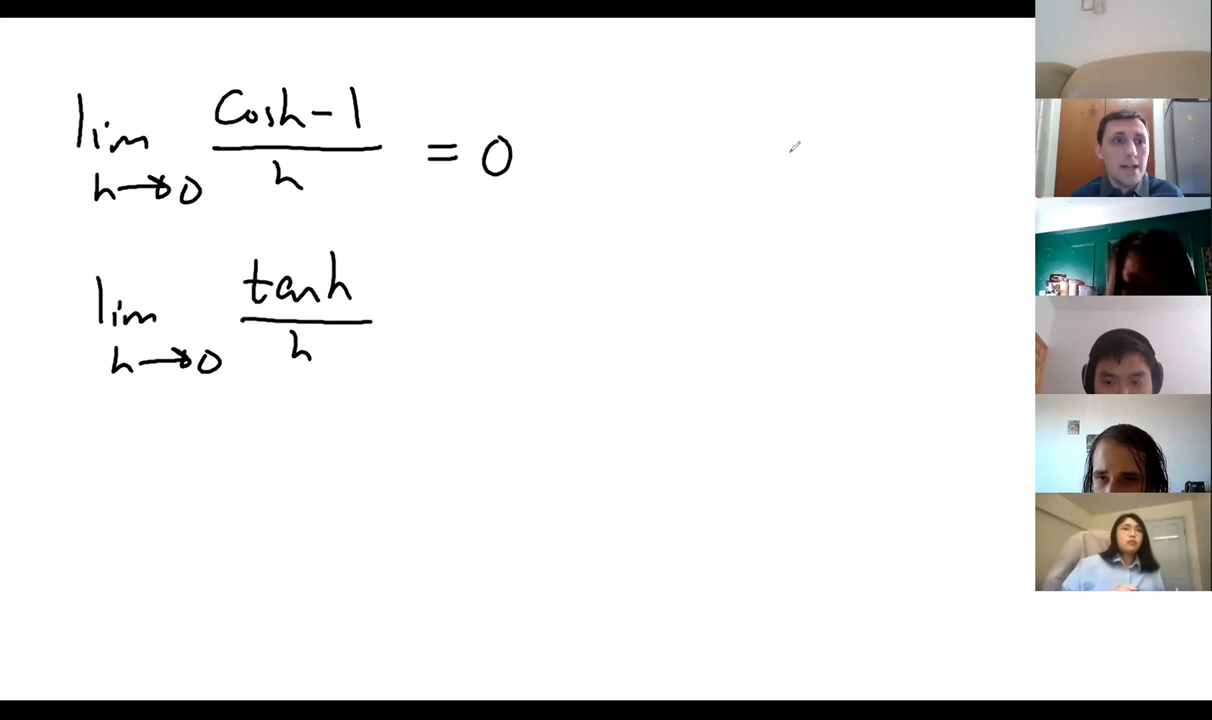 lim cosh-1 / h = 0
h→0
lim tanh / h
h→0